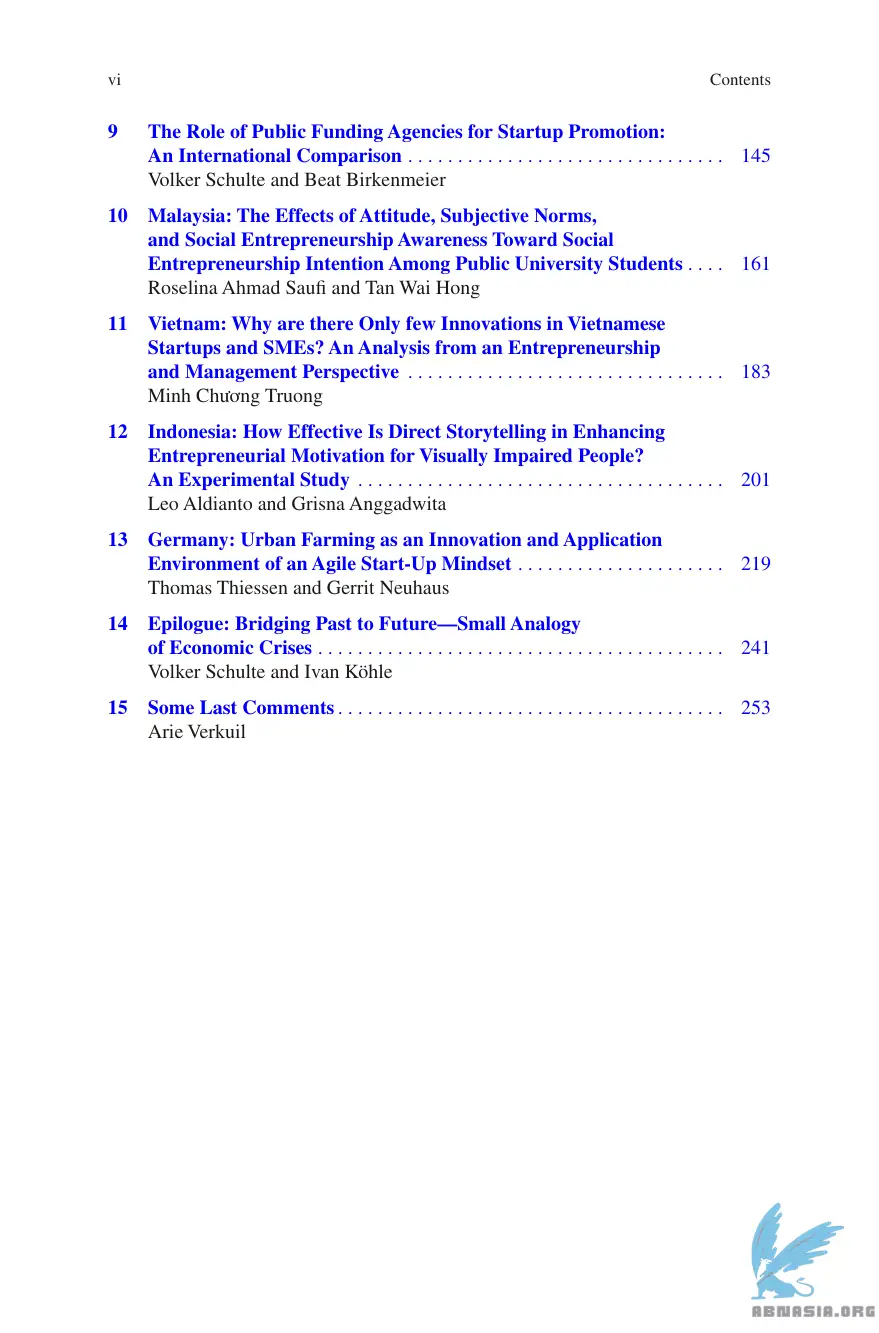 vi Contents
9 The Role of Public Funding Agencies for Startup Promotion:
An International Comparison . . . . . . . . . . . . . . . . . . . . . . . . . . . . . . . . 145
Volker Schulte and Beat Birkenmeier
10 Malaysia: The Effects of Attitude, Subjective Norms,
and Social Entrepreneurship Awareness Toward Social
Entrepreneurship Intention Among Public University Students . . . . 161
Roselina Ahmad Saufi and Tan Wai Hong
11 Vietnam: Why are there Only few Innovations in Vietnamese
Startups and SMEs? An Analysis from an Entrepreneurship
and Management Perspective . . . . . . . . . . . . . . . . . . . . . . . . . . . . . . . . 183
Minh Chương Truong
12 Indonesia: How Effective Is Direct Storytelling in Enhancing
Entrepreneurial Motivation for Visually Impaired People?
An Experimental Study . . . . . . . . . . . . . . . . . . . . . . . . . . . . . . . . . . . . . 201
Leo Aldianto and Grisna Anggadwita
13 Germany: Urban Farming as an Innovation and Application
Environment of an Agile Start-Up Mindset . . . . . . . . . . . . . . . . . . . . . 219
Thomas Thiessen and Gerrit Neuhaus
14 Epilogue: Bridging Past to Future—Small Analogy
of Economic Crises . . . . . . . . . . . . . . . . . . . . . . . . . . . . . . . . . . . . . . . . . 241
Volker Schulte and Ivan Köhle
15 Some Last Comments . . . . . . . . . . . . . . . . . . . . . . . . . . . . . . . . . . . . . . . 253
Arie Verkuil
ABNASIA.ORG